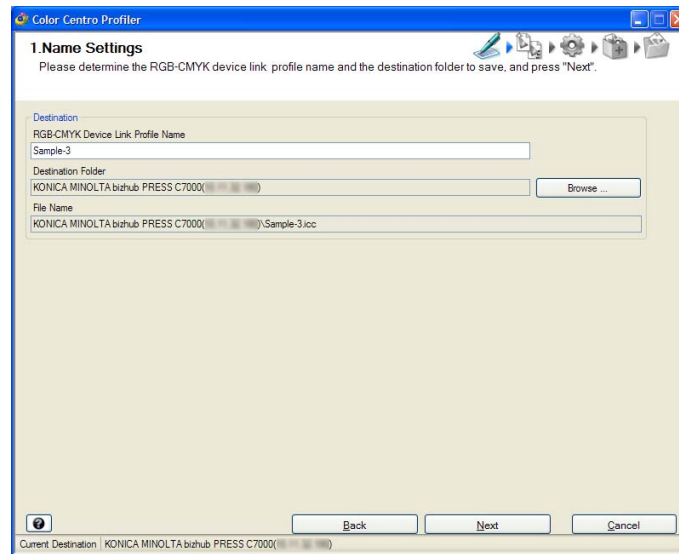 Color Centro Profiler
1.Name Settings
Please determine the RGB-CMYK device link profile name and the destination folder to save, and press "Next".
Destination
RGB-CMYK Device Link Profile Name
Sample-3
Destination Folder
KONICA MINOLTA bizhub PRESS C7000( )
Browse ...
File Name
KONICA MINOLTA bizhub PRESS C7000( )\Sample-3.icc
? Back Next Cancel
Current Destination KONICA MINOLTA bizhub PRESS C7000( )